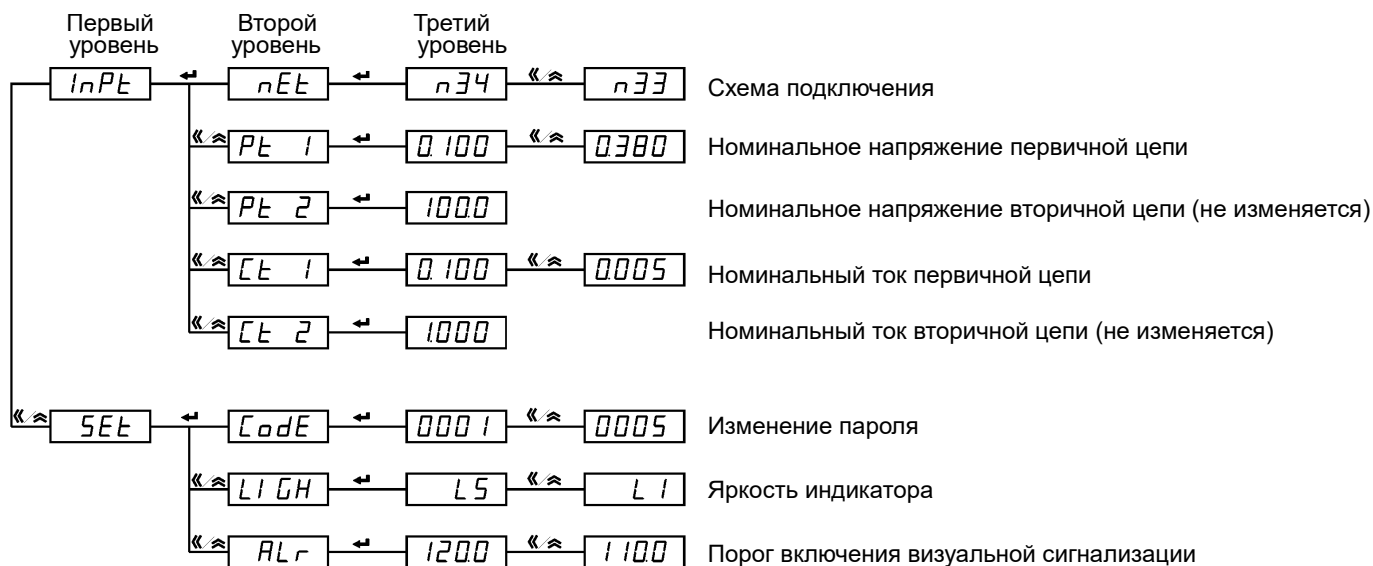 Первый уровень Второй уровень Третий уровень
InPt nEt n34 n33 Схема подключения
Pt 1 0.100 0.380 Номинальное напряжение первичной цепи
Pt 2 100.0 Номинальное напряжение вторичной цепи (не изменяется)
Ct 1 0.100 0.005 Номинальный ток первичной цепи
Ct 2 1.000 Номинальный ток вторичной цепи (не изменяется)
SEt CodE 0001 0005 Изменение пароля
LIGH L5 L1 Яркость индикатора
ALr 120.0 110.0 Порог включения визуальной сигнализации